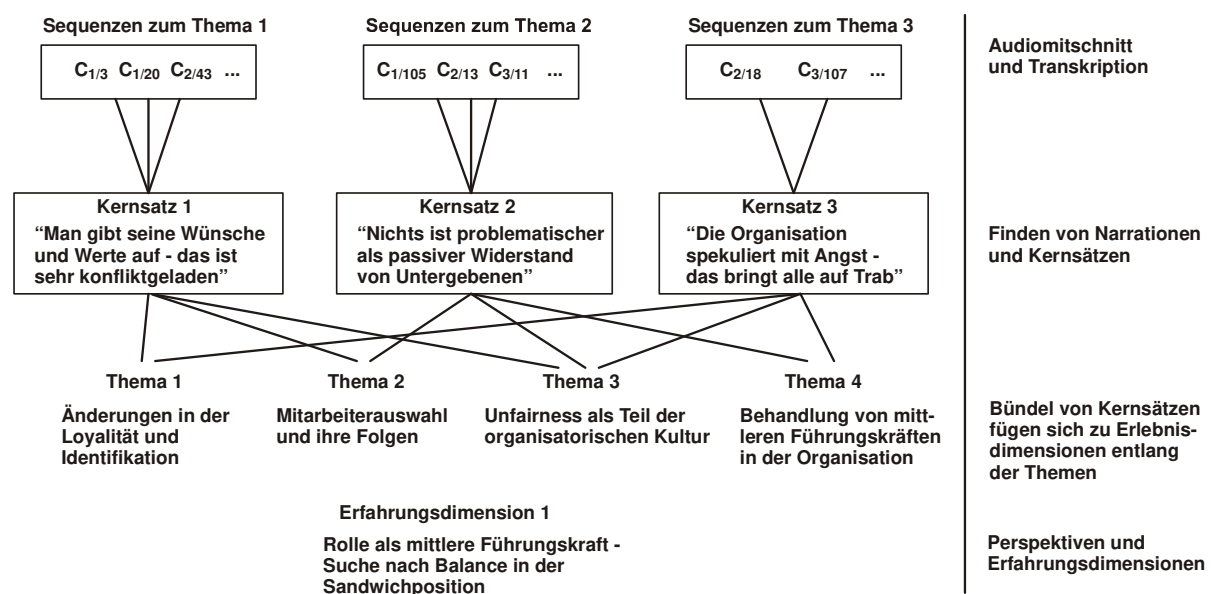 Sequenzen zum Thema 1
C1/3 C1/20 C2/43 ...
Sequenzen zum Thema 2
C1/105 C2/13 C3/11 ...
Sequenzen zum Thema 3
C2/18 C3/107 ...
Audiomitschnitt
und Transkription
Kernsatz 1
“Man gibt seine Wünsche
und Werte auf - das ist
sehr konfliktgeladen”
Kernsatz 2
“Nichts ist problematischer
als passiver Widerstand
von Untergebenen”
Kernsatz 3
“Die Organisation
spekuliert mit Angst -
das bringt alle auf Trab”
Finden von Narrationen
und Kernsätzen
Thema 1
Änderungen in der
Loyalität und
Identifikation
Thema 2
Mitarbeiterauswahl
und ihre Folgen
Thema 3
Unfairness als Teil der
organisatorischen Kultur
Thema 4
Behandlung von mitt-
leren Führungskräften
in der Organisation
Bündel von Kernsätzen
fügen sich zu Erlebnis-
dimensionen entlang
der Themen
Erfahrungsdimension 1
Rolle als mittlere Führungskraft -
Suche nach Balance in der
Sandwichposition
Perspektiven und
Erfahrungsdimensionen